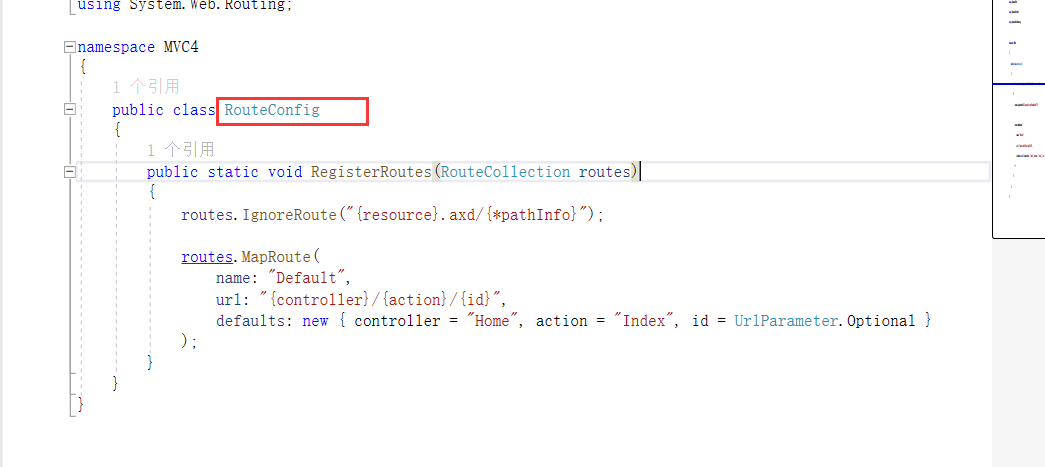 using System.Web.Routing;
namespace MVC4
{
1 个引用
public class RouteConfig
{
1 个引用
public static void RegisterRoutes(RouteCollection routes)
{
routes.IgnoreRoute("{resource}.axd/{*pathInfo}");
routes.MapRoute(
name: "Default",
url: "{controller}/{action}/{id}",
defaults: new { controller = "Home", action = "Index", id = UrlParameter.Optional }
);
}
}
}